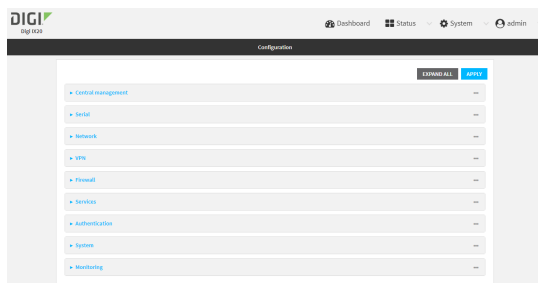 DIGI
Digi IX20
Dashboard
Status
System
admin
Configuration
EXPAND ALL
APPLY
Central management
Serial
Network
VPN
Firewall
Services
Authentication
System
Monitoring